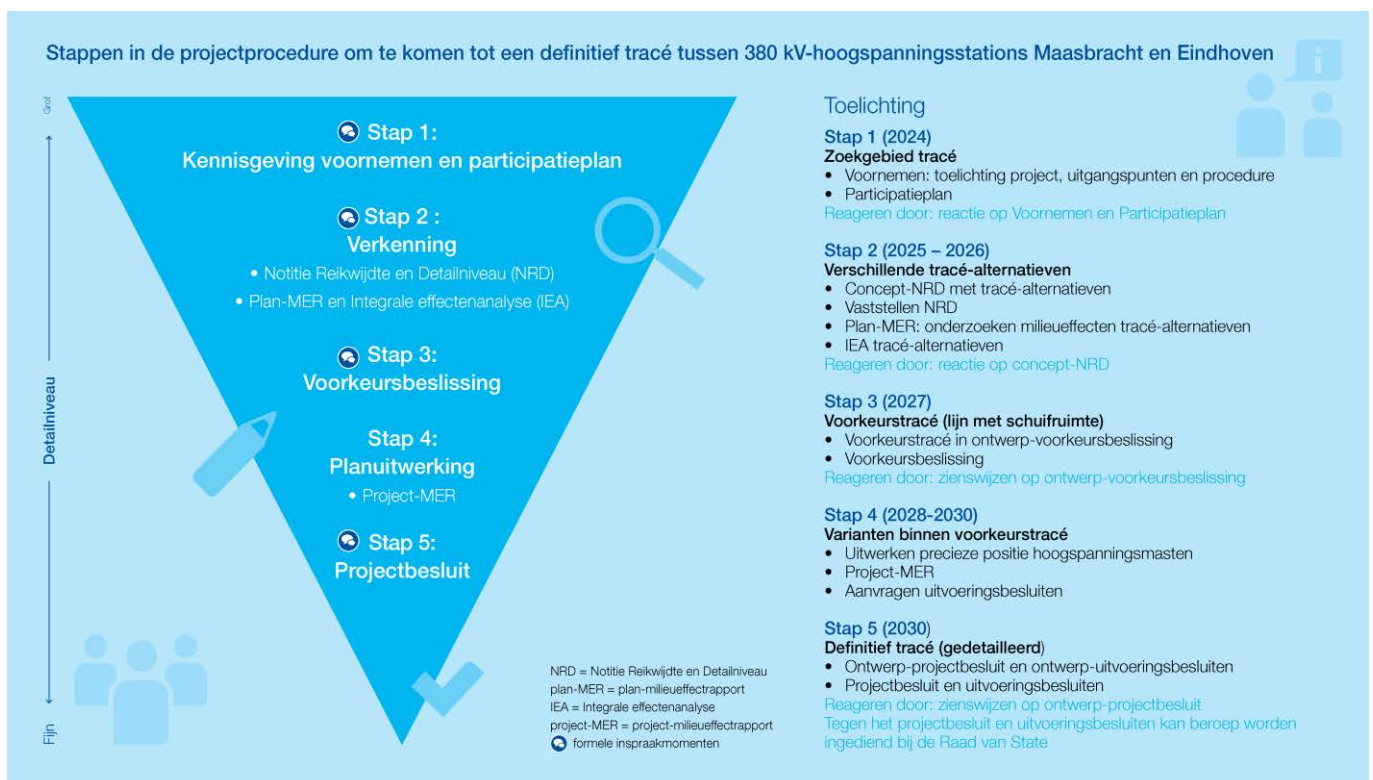 Stappen in de projectprocedure om te komen tot een definitief tracé tussen 380 kV-hoogspanningsstations Maasbracht en Eindhoven
Grof
Detailniveau
Fijn
Stap 1:
Kennisgeving voornemen en participatieplan
Stap 2 :
Verkenning
• Notitie Reikwijdte en Detailniveau (NRD)
• Plan-MER en Integrale effectenanalyse (IEA)
Stap 3:
Voorkeursbeslissing
Stap 4:
Planuitwerking
• Project-MER
Stap 5:
Projectbesluit
NRD = Notitie Reikwijdte en Detailniveau
plan-MER = plan-milieueffectrapport
IEA = Integrale effectenanalyse
project-MER = project-milieueffectrapport
formele inspraakmomenten
i
Toelichting
Stap 1 (2024)
Zoekgebied tracé
• Voornemen: toelichting project, uitgangspunten en procedure
• Participatieplan
Reageren door: reactie op Voornemen en Participatieplan
Stap 2 (2025 – 2026)
Verschillende tracé-alternatieven
• Concept-NRD met tracé-alternatieven
• Vaststellen NRD
• Plan-MER: onderzoeken milieueffecten tracé-alternatieven
• IEA tracé-alternatieven
Reageren door: reactie op concept-NRD
Stap 3 (2027)
Voorkeurstracé (lijn met schuifruimte)
• Voorkeurstracé in ontwerp-voorkeursbeslissing
• Voorkeursbeslissing
Reageren door: zienswijzen op ontwerp-voorkeursbeslissing
Stap 4 (2028-2030)
Varianten binnen voorkeurstracé
• Uitwerken precieze positie hoogspanningsmasten
• Project-MER
• Aanvragen uitvoeringsbesluiten
Stap 5 (2030)
Definitief tracé (gedetailleerd)
• Ontwerp-projectbesluit en ontwerp-uitvoeringsbesluiten
• Projectbesluit en uitvoeringsbesluiten
Reageren door: zienswijzen op ontwerp-projectbesluit
Tegen het projectbesluit en uitvoeringsbesluiten kan beroep worden
ingediend bij de Raad van State